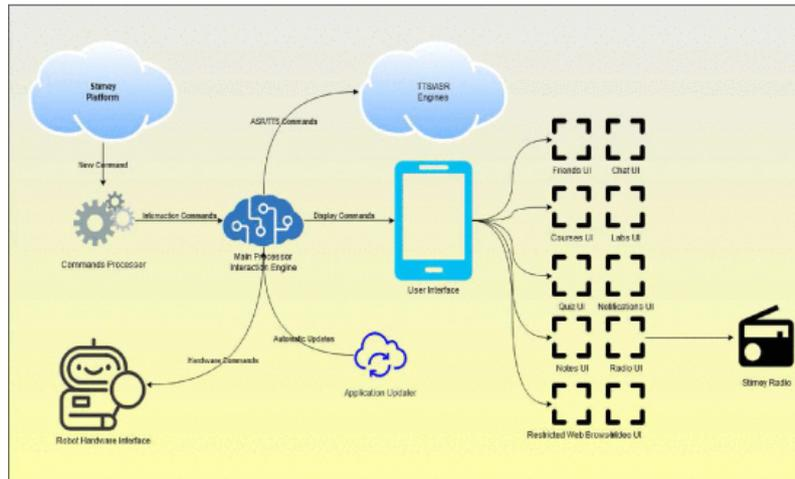 Stimey
Platform
TTS/ASR
Engines
ASR/TTS Commands
New Command
Friends UI
Chat UI
Interaction Commands
Display Commands
Main Processor
Interaction Engine
Commands Processor
Courses UI
Labs UI
User Interface
Quiz UI
Notifications UI
Automatic Updates
Hardware Commands
Notes UI
Radio UI
Stimey Radio
Application Updater
Robot Hardware Interface
Restricted Web Browser
Video UI